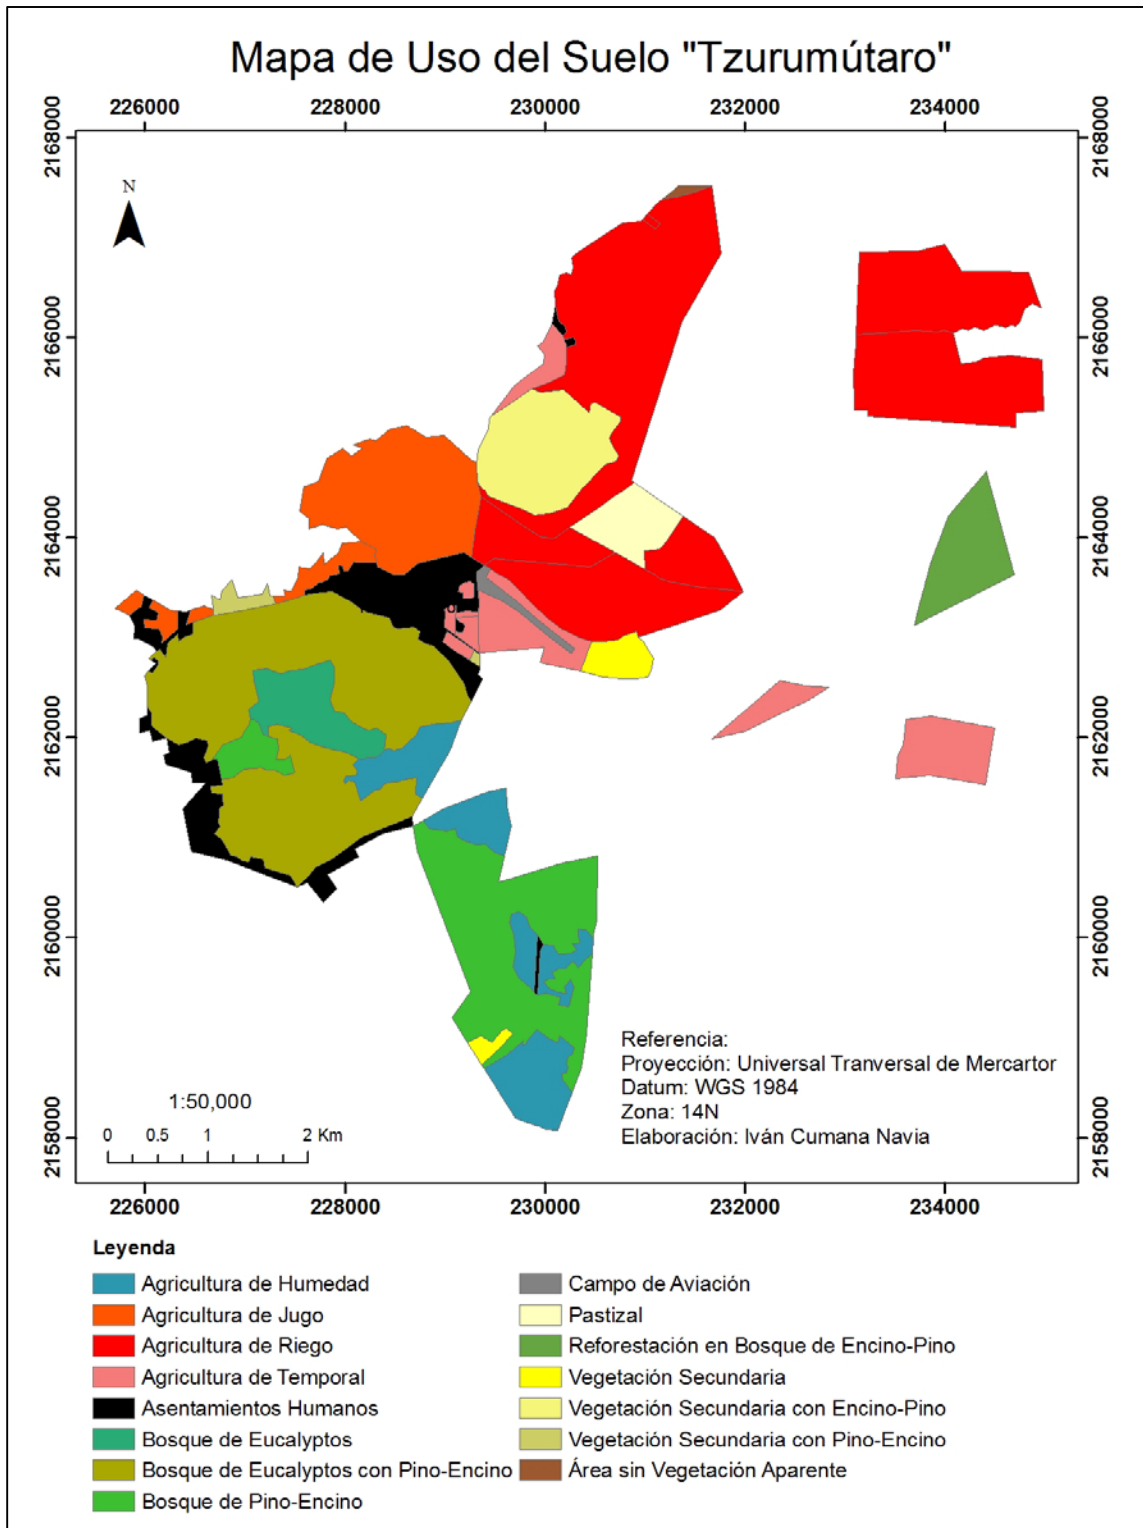 Mapa de Uso del Suelo "Tzurumútaro"
226000 228000 230000 232000 234000
2168000 2168000
N
2166000 2166000
2164000 2164000
2162000 2162000
2160000 2160000
Referencia:
Proyección: Universal Tranversal de Mercartor
Datum: WGS 1984
Zona: 14N
Elaboración: Iván Cumana Navia
1:50,000
0 0.5 1 2 Km
2158000 2158000
226000 228000 230000 232000 234000
Leyenda
Agricultura de Humedad
Agricultura de Jugo
Agricultura de Riego
Agricultura de Temporal
Asentamientos Humanos
Bosque de Eucalyptos
Bosque de Eucalyptos con Pino-Encino
Bosque de Pino-Encino
Campo de Aviación
Pastizal
Reforestación en Bosque de Encino-Pino
Vegetación Secundaria
Vegetación Secundaria con Encino-Pino
Vegetación Secundaria con Pino-Encino
Área sin Vegetación Aparente